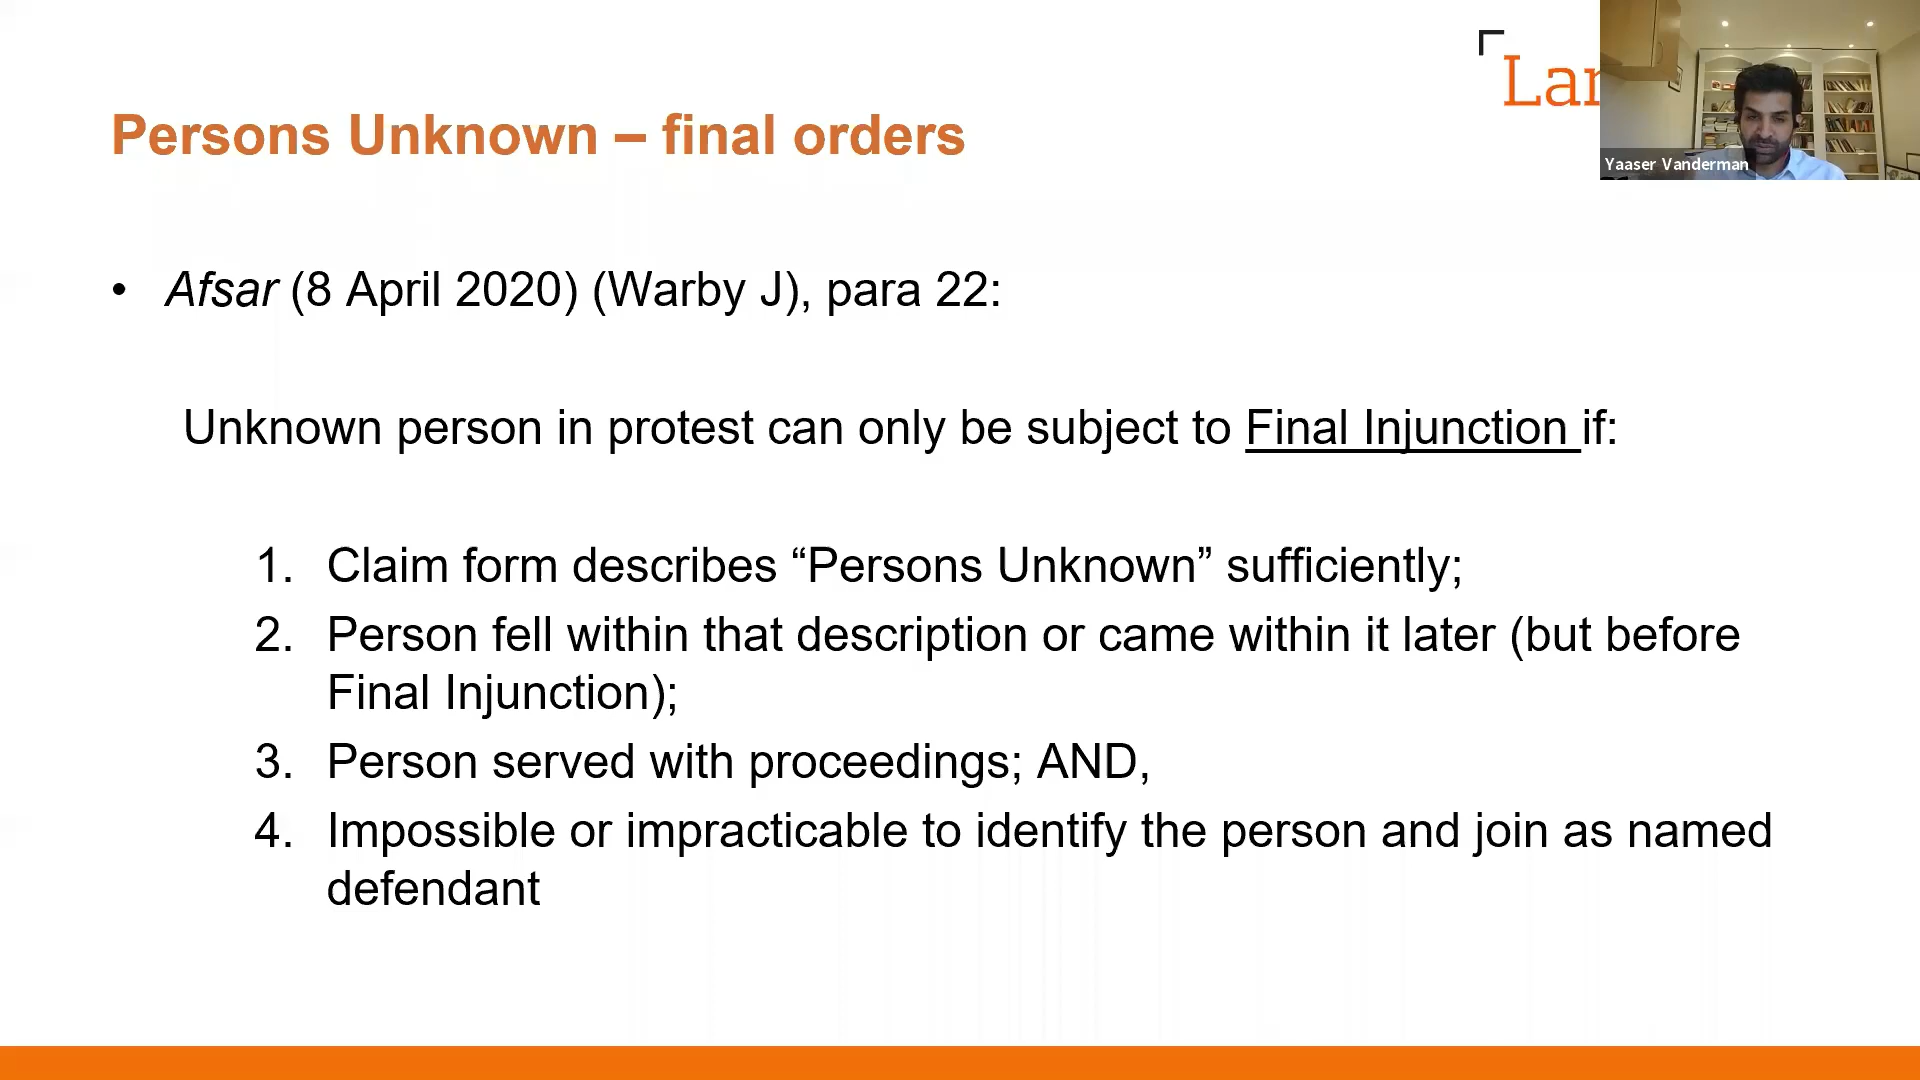 Lan
Yaaser Vanderman
Persons Unknown – final orders
• Afsar (8 April 2020) (Warby J), para 22:
Unknown person in protest can only be subject to Final Injunction if:
1. Claim form describes “Persons Unknown” sufficiently;
2. Person fell within that description or came within it later (but before
Final Injunction);
3. Person served with proceedings; AND,
4. Impossible or impracticable to identify the person and join as named
defendant